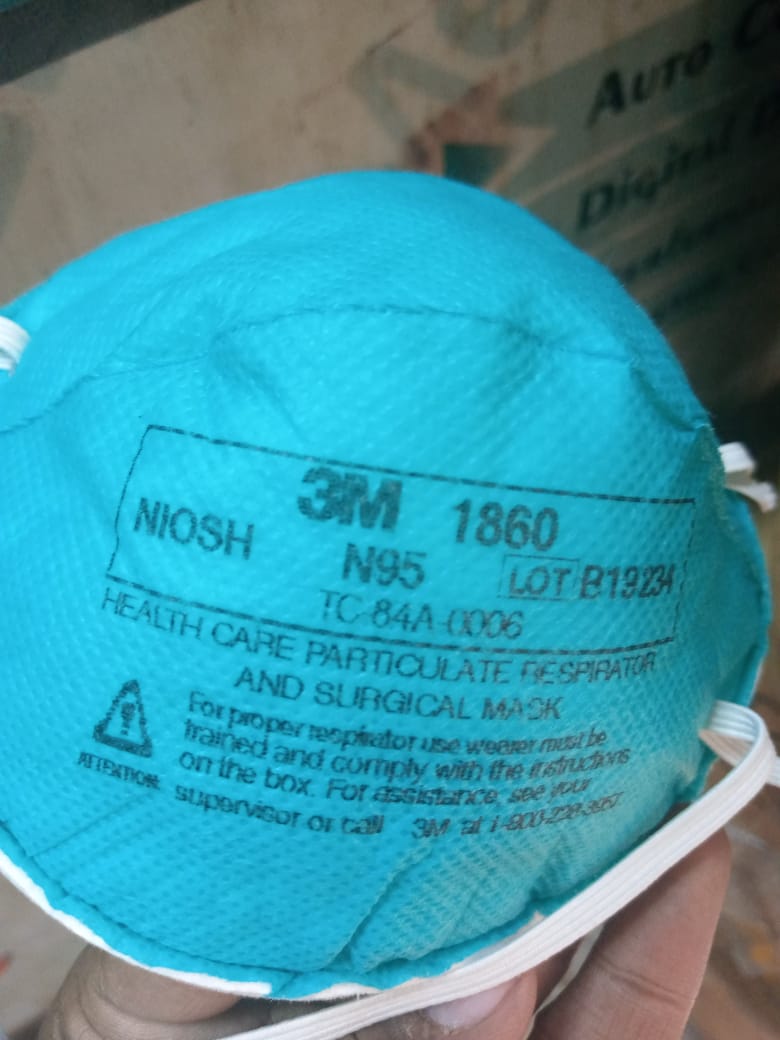 AUTO
Digital
3M 1860
NIOSH
N95 LOT B19234
TC-84A-0006
HEALTH CARE PARTICULATE RESPIRATOR
AND SURGICAL MASK
ATTENTION
For proper respirator use wearer must be
trained and comply with the instructions
on the box. For assistance, see your
supervisor or call 3M at 1-800-228-3957.